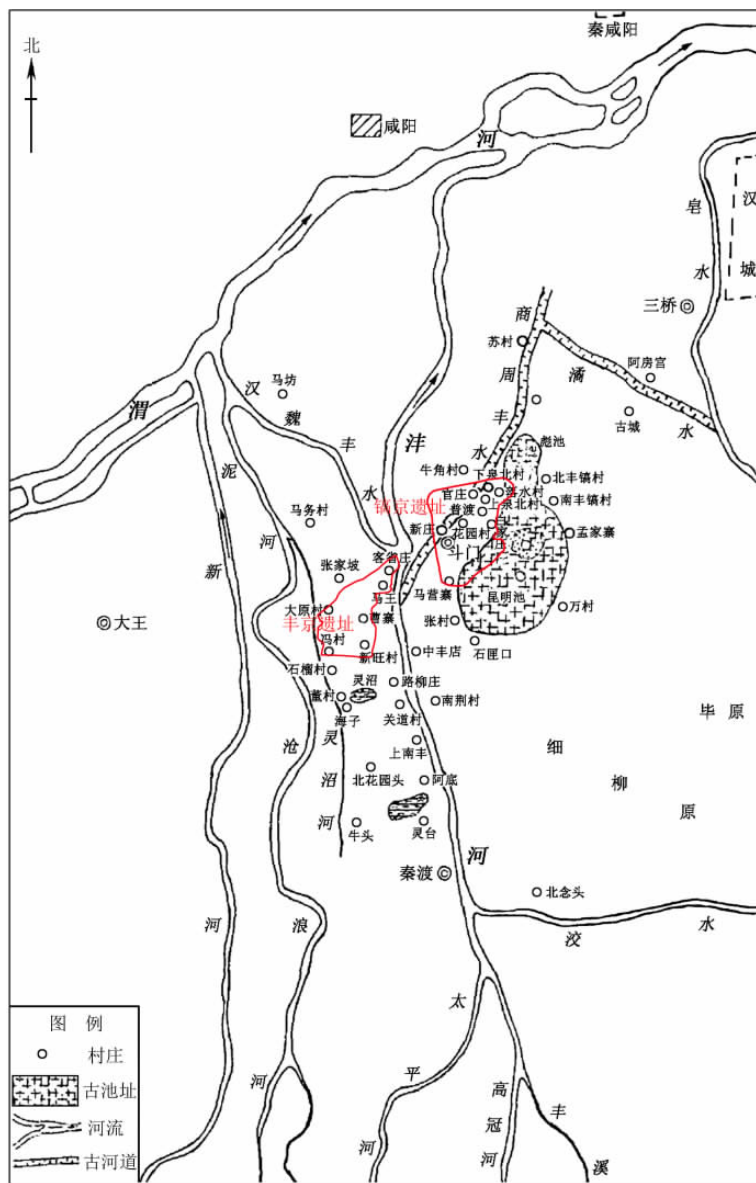 秦咸阳
北
咸阳
河
汉
城
皂
水
三桥
商
周
丰
水
苏村
潏
水
阿房宫
古城
马坊
渭
汉
魏
丰
水
沣
彪池
牛角村
下泉北村
北丰镐村
官庄
落水村
南丰镐村
上泉北村
镐京遗址
普渡
新庄
花园村
斗门
孟家寨
泥
河
马务村
客省庄
张家坡
马王
马营寨
昆明池
大原村
丰京遗址
曹寨
张村
万村
新
大王
冯村
新旺村
中丰店
石匣口
石榴村
灵沼
路柳庄
董村
海子
关道村
南荆村
毕原
细
柳
原
沧
灵
沼
河
上南丰
北花园头
阿底
牛头
灵台
秦渡
河
北念头
浪
河
洨
水
太
平
河
高
冠
河
丰
溪
河
图例
村庄
古池址
河流
古河道